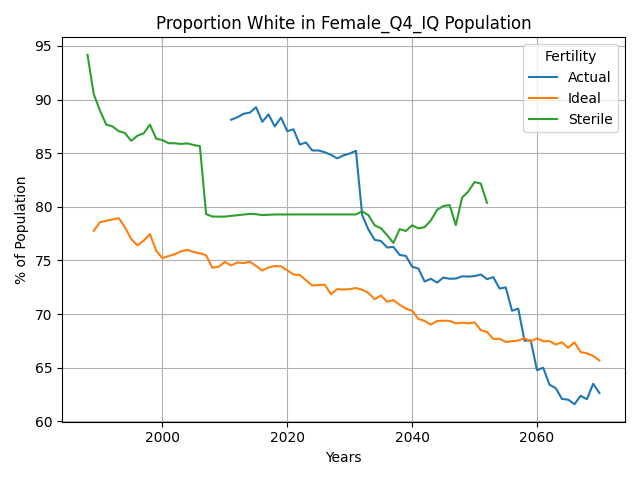 Proportion White in Female_Q4_IQ Population
% of Population
95
90
85
80
75
70
65
60
2000
2020
2040
2060
Years
Fertility
Actual
Ideal
Sterile